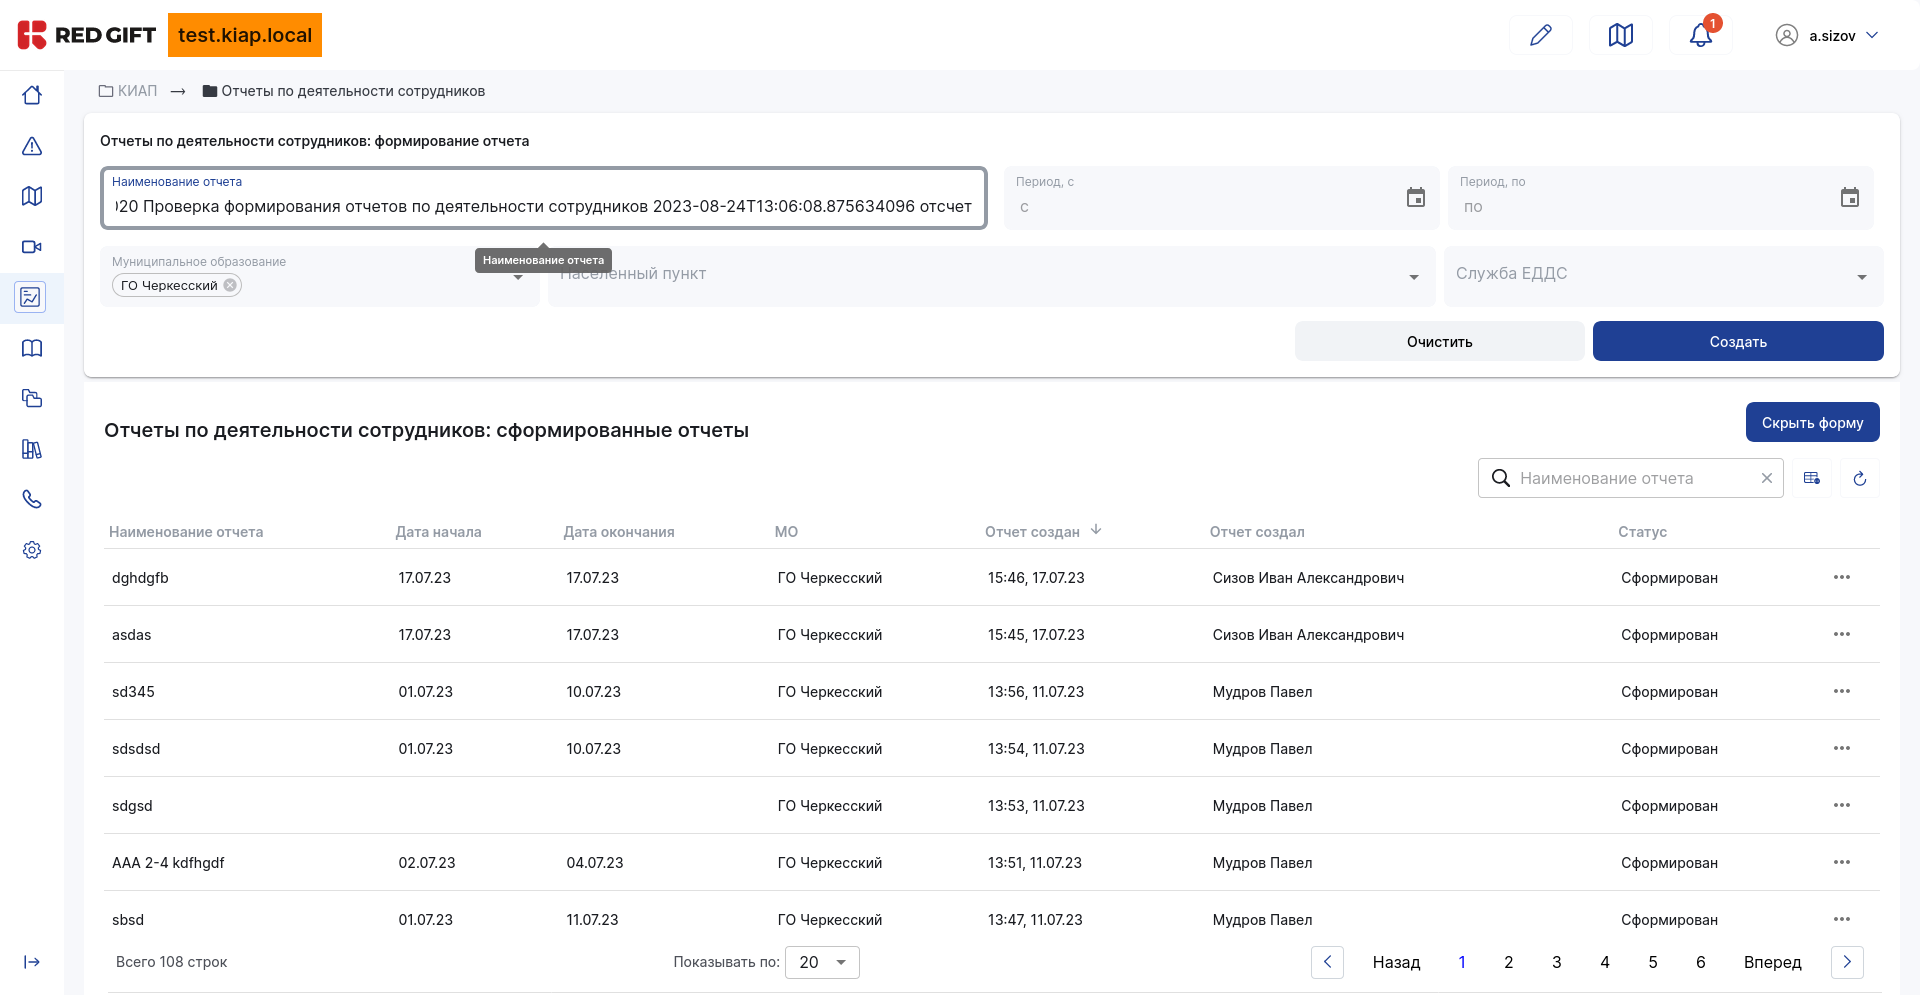 RED GIFT test.kiap.local 1 a.sizov
КИАП → Отчеты по деятельности сотрудников
Отчеты по деятельности сотрудников: формирование отчета
Наименование отчета Период, с Период, по
020 Проверка формирования отчетов по деятельности сотрудников 2023-08-24T13:06:08.875634096 отсчет с по
Муниципальное образование Наименование отчета
ГО Черкесский Населенный пункт Служба ЕДДС
Очистить Создать
Отчеты по деятельности сотрудников: сформированные отчеты Скрыть форму
Наименование отчета
Наименование отчета Дата начала Дата окончания МО Отчет создан Отчет создал Статус
dghdgfb 17.07.23 17.07.23 ГО Черкесский 15:46, 17.07.23 Сизов Иван Александрович Сформирован
asdas 17.07.23 17.07.23 ГО Черкесский 15:45, 17.07.23 Сизов Иван Александрович Сформирован
sd345 01.07.23 10.07.23 ГО Черкесский 13:56, 11.07.23 Мудров Павел Сформирован
sdsdsd 01.07.23 10.07.23 ГО Черкесский 13:54, 11.07.23 Мудров Павел Сформирован
sdgsd ГО Черкесский 13:53, 11.07.23 Мудров Павел Сформирован
AAA 2-4 kdfhgdf 02.07.23 04.07.23 ГО Черкесский 13:51, 11.07.23 Мудров Павел Сформирован
sbsd 01.07.23 11.07.23 ГО Черкесский 13:47, 11.07.23 Мудров Павел Сформирован
Всего 108 строк Показывать по: 20 Назад 1 2 3 4 5 6 Вперед